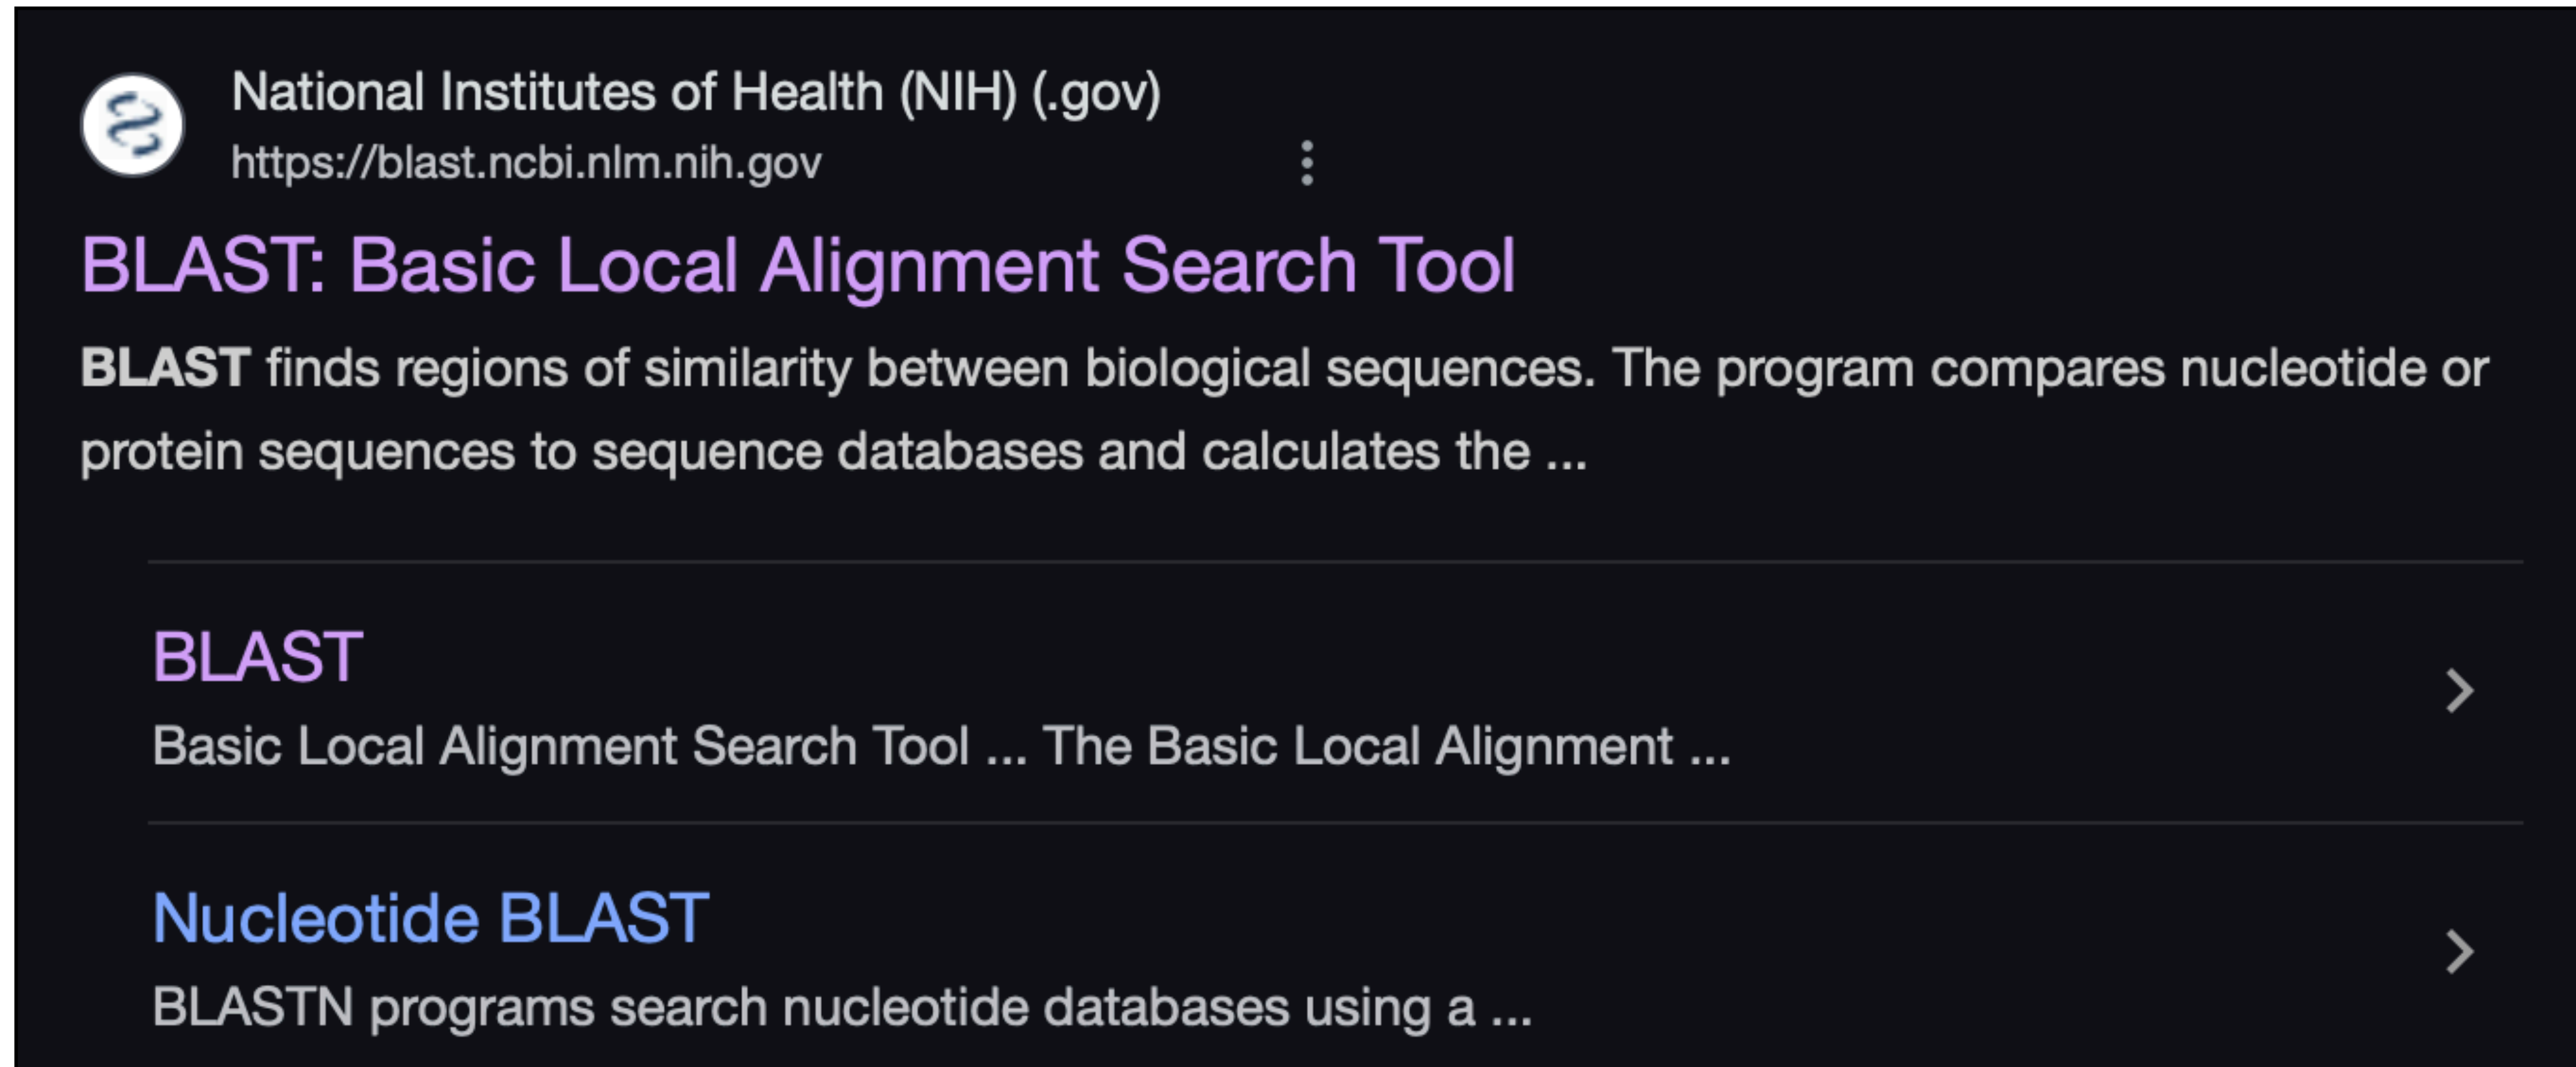 National Institutes of Health (NIH) (.gov)
https://blast.ncbi.nlm.nih.gov
BLAST: Basic Local Alignment Search Tool
BLAST finds regions of similarity between biological sequences. The program compares nucleotide or
protein sequences to sequence databases and calculates the ...
BLAST
Basic Local Alignment Search Tool ... The Basic Local Alignment ...
Nucleotide BLAST
BLASTN programs search nucleotide databases using a ...